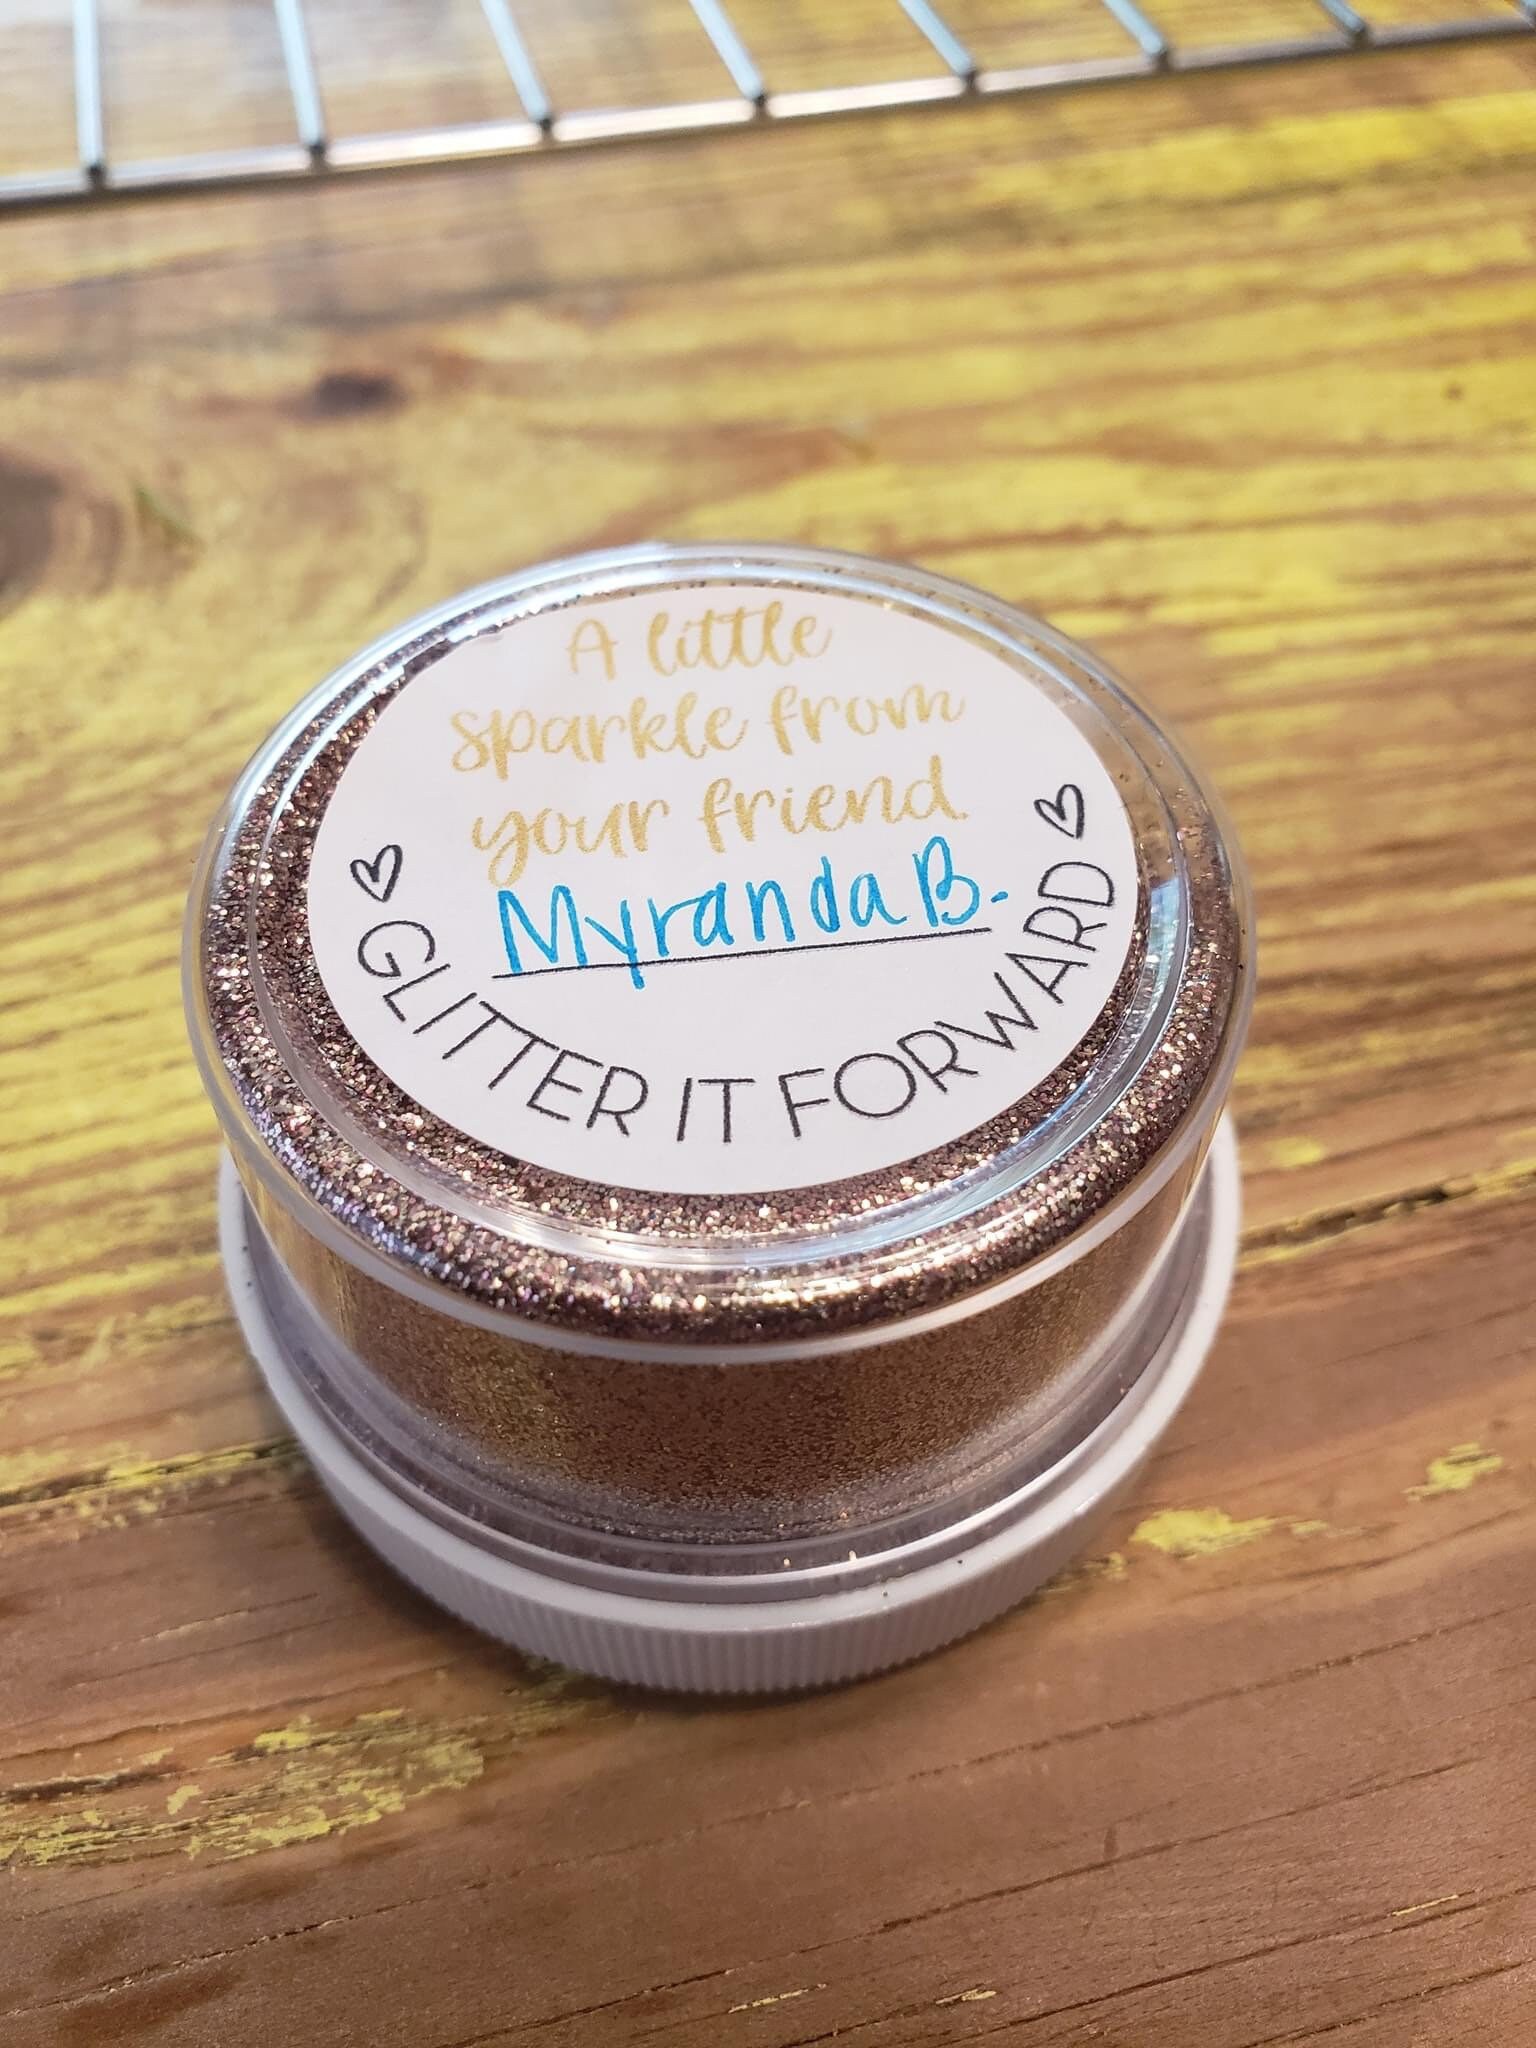 A little
sparkle from
your friend
Myranda B.
♡ GLITTER IT FORWARD ♡